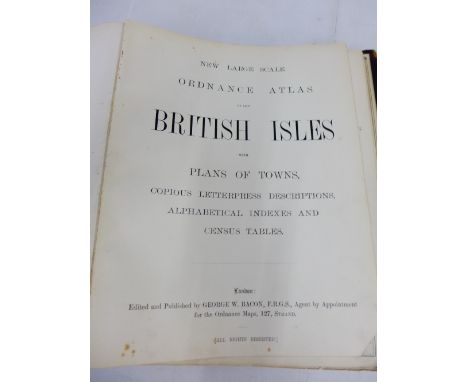 NEW LARGE SCALE
ORDNANCE ATLAS
OF THE
BRITISH ISLES
WITH
PLANS OF TOWNS,
COPIOUS LETTERPRESS DESCRIPTIONS,
ALPHABETICAL INDEXES AND
CENSUS TABLES.
London:
Edited and Published by GEORGE W. BACON, F.R.G.S., Agent by Appointment
for the Ordnance Maps, 127, STRAND.
[ALL RIGHTS RESERVED]